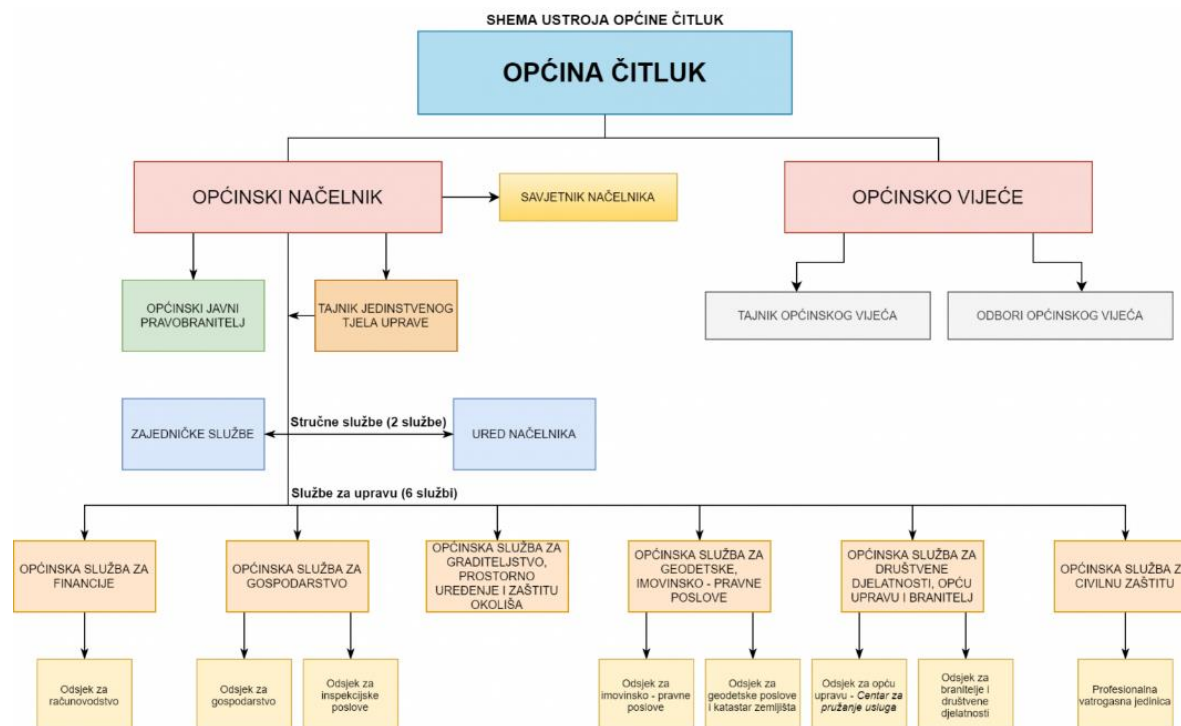 SHEMA USTROJA OPĆINE ČITLUK
OPĆINA ČITLUK
OPĆINSKI NAČELNIK
SAVJETNIK NAČELNIKA
OPĆINSKO VIJEĆE
OPĆINSKI JAVNI
PRAVOBRANITELJ
TAJNIK JEDINSTVENOG
TJELA UPRAVE
TAJNIK OPĆINSKOG VIJEĆA
ODBORI OPĆINSKOG VIJEĆA
ZAJEDNIČKE SLUŽBE
Stručne službe (2 službe)
URED NAČELNIKA
Službe za upravu (6 službi)
OPĆINSKA SLUŽBA ZA
FINANCIJE
OPĆINSKA SLUŽBA ZA
GOSPODARSTVO
OPĆINSKA SLUŽBA ZA
GRADITELJSTVO,
PROSTORNO
UREĐENJE I ZAŠTITU
OKOLIŠA
OPĆINSKA SLUŽBA ZA
GEODETSKE,
IMOVINSKO - PRAVNE
POSLOVE
OPĆINSKA SLUŽBA ZA
DRUŠTVENE
DJELATNOSTI, OPĆU
UPRAVU I BRANITELJ
OPĆINSKA SLUŽBA Z
CIVILNU ZAŠTITU
Odsjek za
računovodstvo
Odsjek za
gospodarstvo
Odsjek za
inspekcijske
poslove
Odsjek za
imovinsko - pravne
poslove
Odsjek za
geodetske poslove
i katastar zemljišta
Odsjek za opću
upravu - Centar za
pružanje usluga
Odsjek za
branitelje i
društvene
djelatnosti
Profesionalna
vatrogasna jedinica